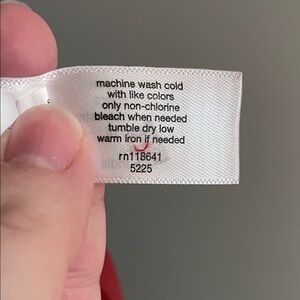 machine wash cold
with like colors
only non-chlorine
bleach when needed
tumble dry low
warm iron if needed
rn118641
5225